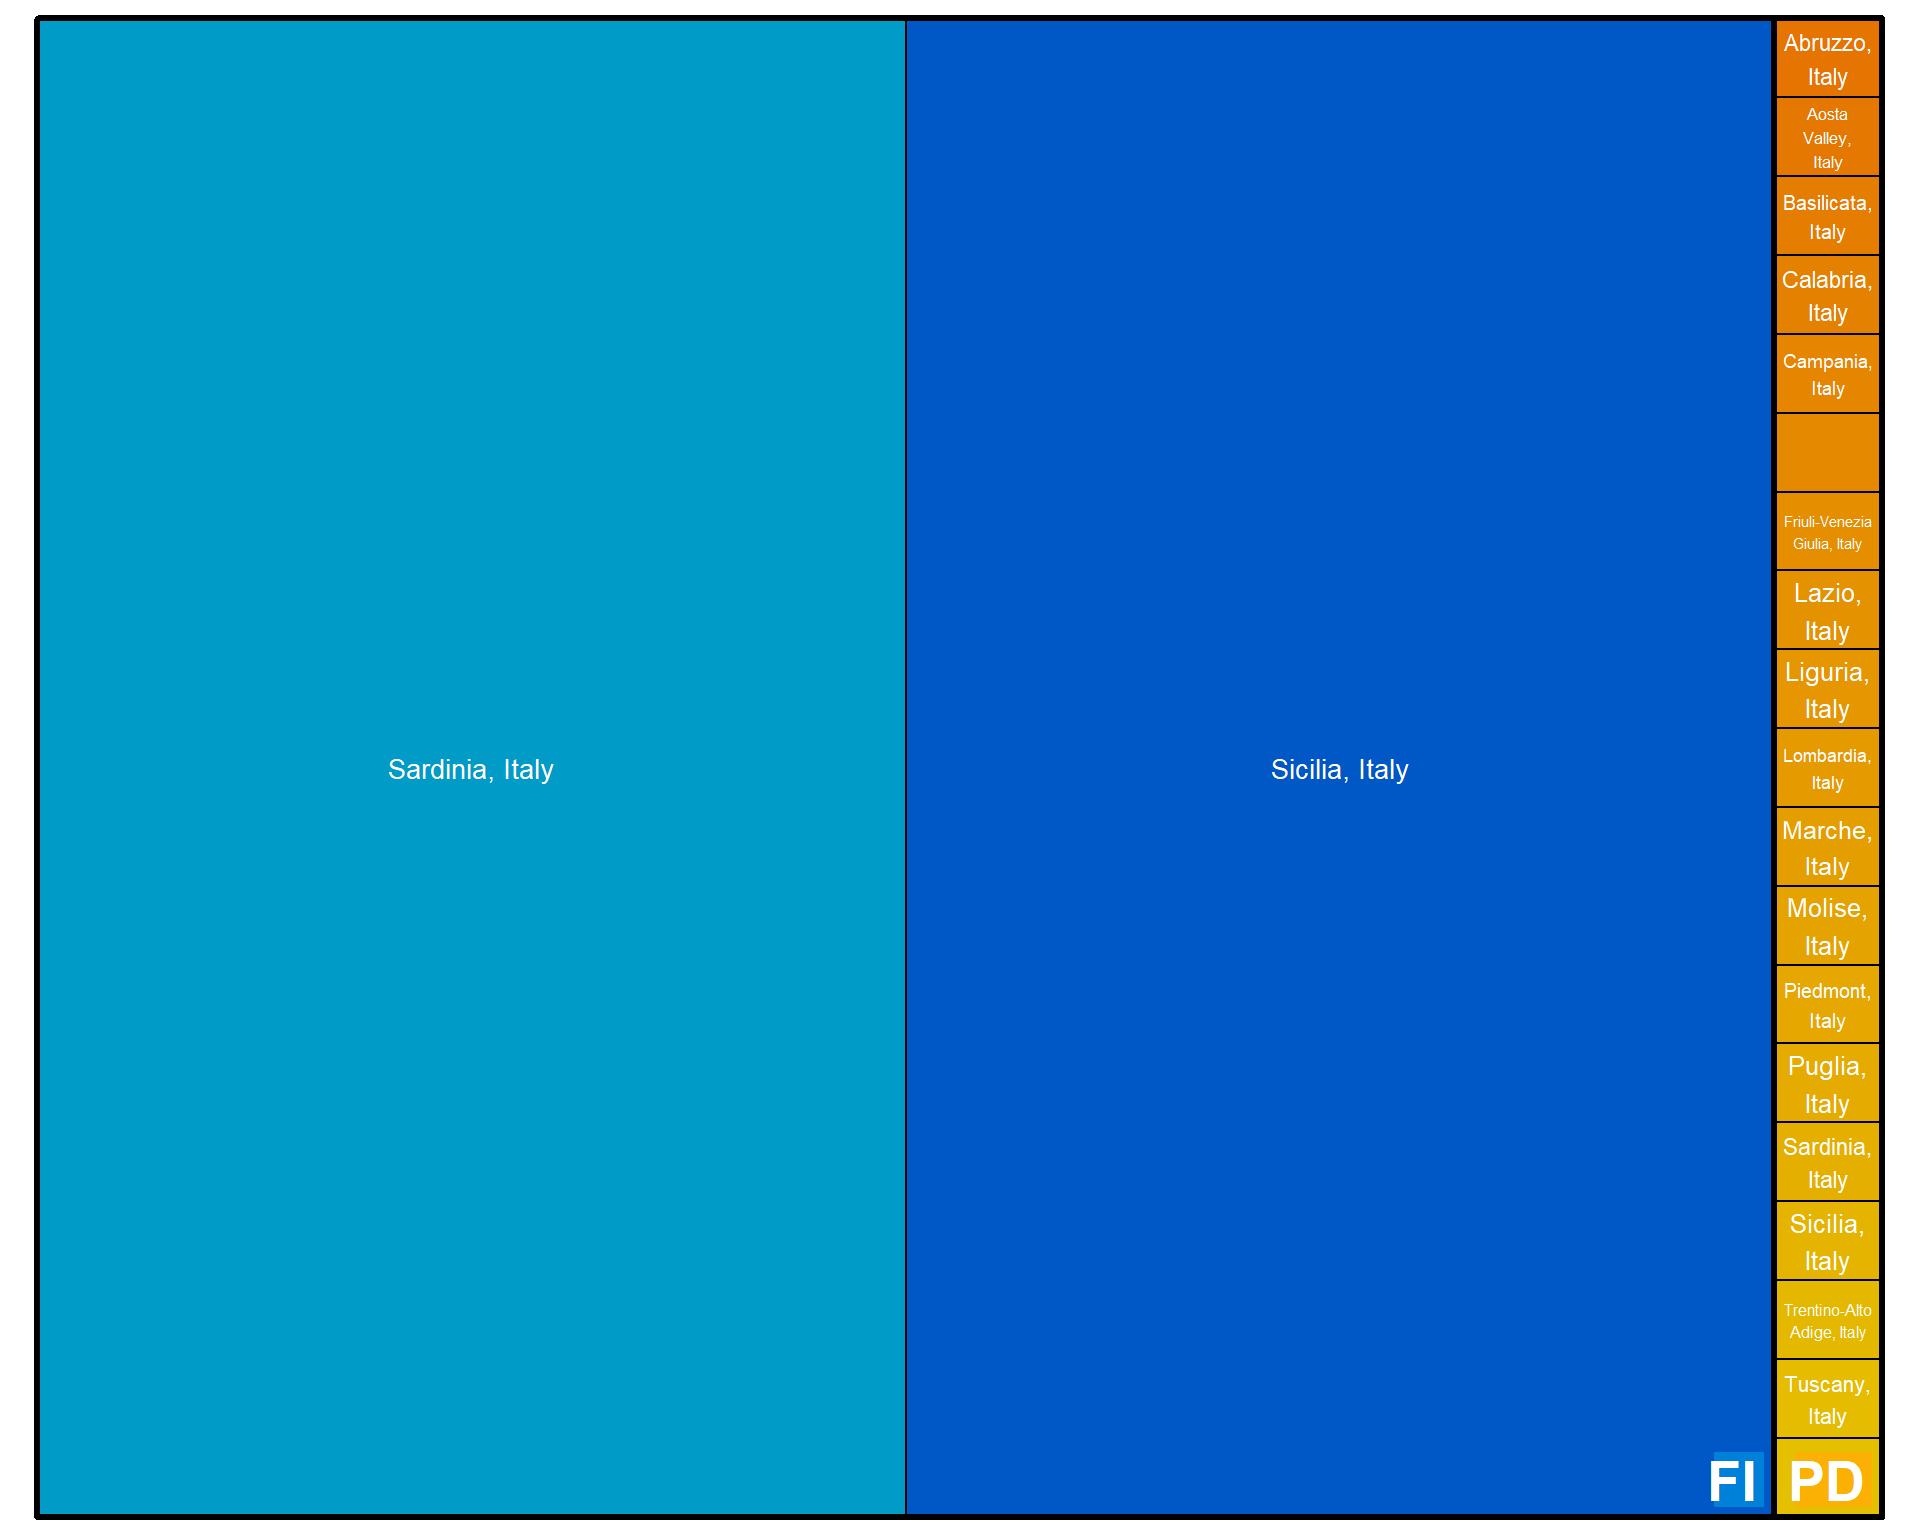 Sardinia, Italy
Sicilia, Italy
FI
Abruzzo,
Italy
Aosta
Valley,
Italy
Basilicata,
Italy
Calabria,
Italy
Campania,
Italy
Friuli-Venezia
Giulia, Italy
Lazio,
Italy
Liguria,
Italy
Lombardia,
Italy
Marche,
Italy
Molise,
Italy
Piedmont,
Italy
Puglia,
Italy
Sardinia,
Italy
Sicilia,
Italy
Trentino-Alto
Adige, Italy
Tuscany,
Italy
PD